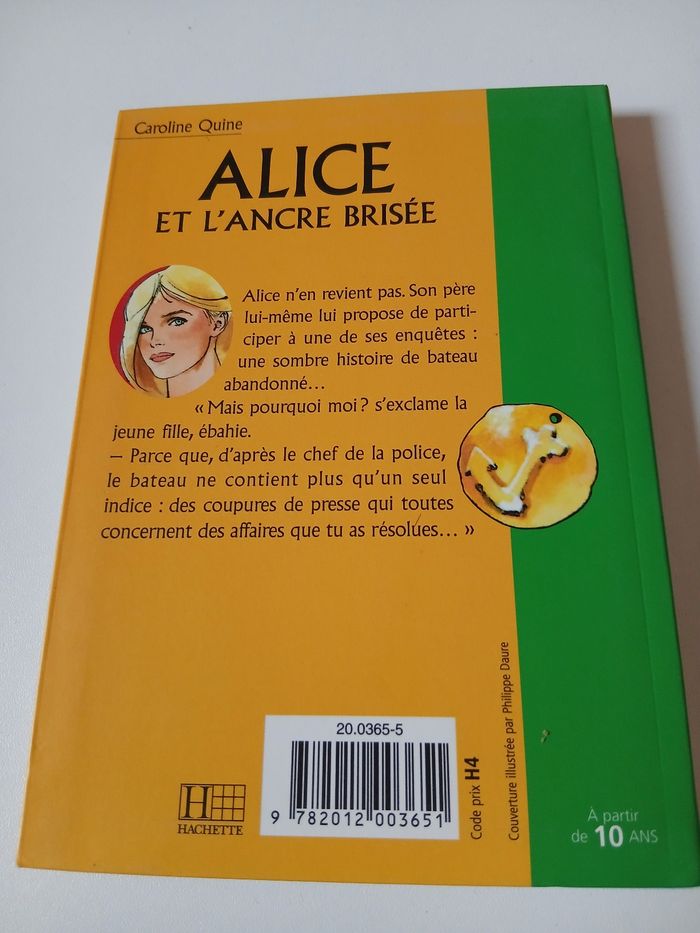 Caroline Quine
ALICE
ET L'ANCRE BRISÉE
Alice n'en revient pas. Son père
lui-même lui propose de parti-
ciper à une de ses enquêtes :
une sombre histoire de bateau
abandonné...
« Mais pourquoi moi ? s'exclame la
jeune fille, ébahie.
– Parce que, d'après le chef de la police,
le bateau ne contient plus qu'un seul
indice : des coupures de presse qui toutes
concernent des affaires que tu as résolues... »
20.0365-5
9 782012 003651
H
HACHETTE
Code prix H4
Couverture illustrée par Philippe Daure
À partir
de 10 ANS